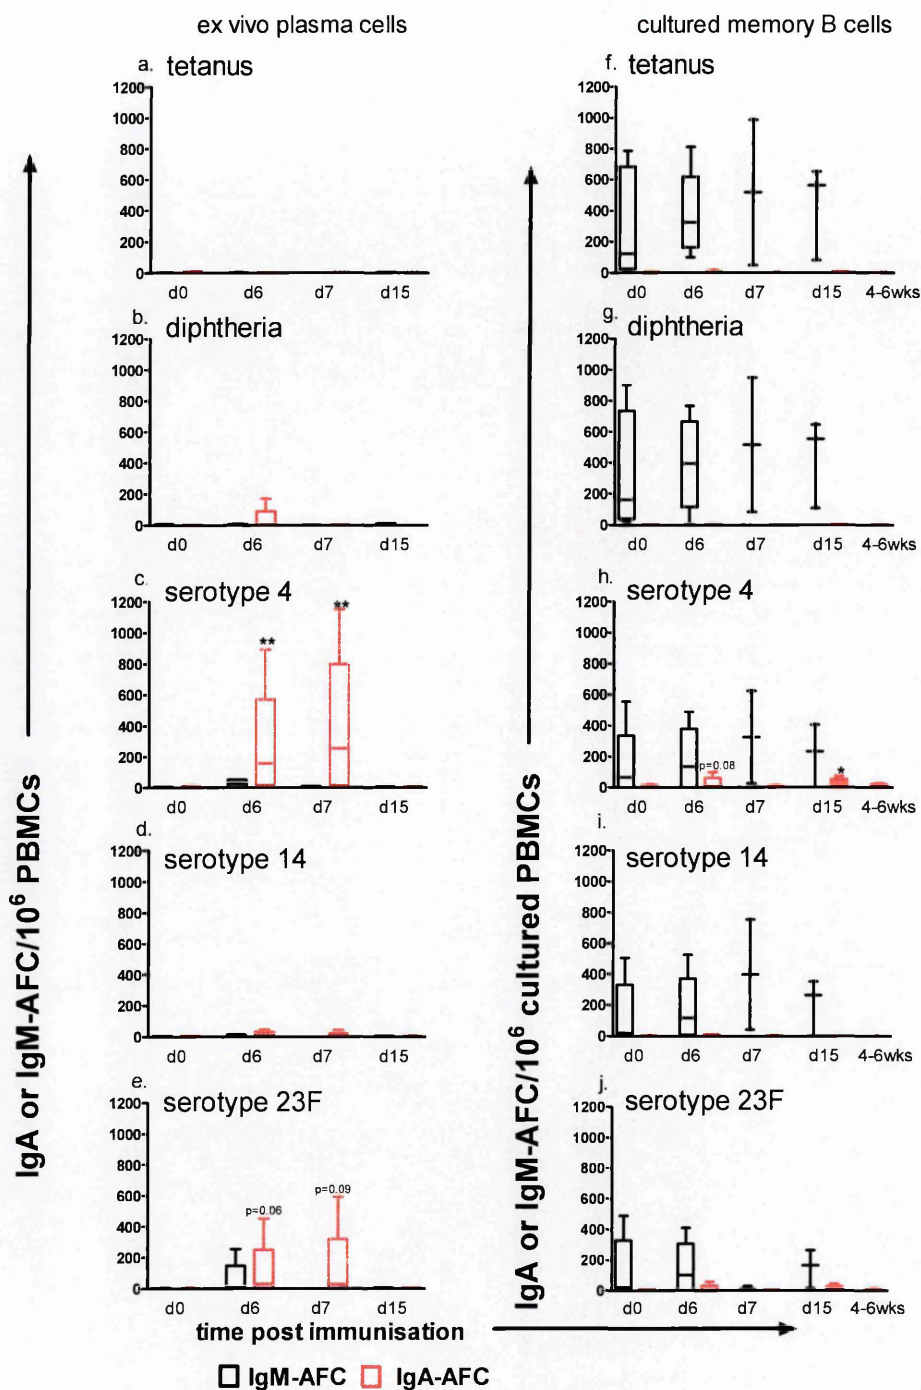 ex vivo plasma cells
cultured memory B cells
a. tetanus
1200
1000
800
600
400
200
0
d0 d6 d7 d15
f. tetanus
1200
1000
800
600
400
200
0
d0 d6 d7 d15 4-6wks
b. diphtheria
1200
1000
800
600
400
200
0
d0 d6 d7 d15
g. diphtheria
1200
1000
800
600
400
200
0
d0 d6 d7 d15 4-6wks
c. serotype 4
1200
1000
800
600
400
200
0
** **
d0 d6 d7 d15
h. serotype 4
1200
1000
800
600
400
200
0
p=0.08 *
d0 d6 d7 d15 4-6wks
d. serotype 14
1200
1000
800
600
400
200
0
d0 d6 d7 d15
i. serotype 14
1200
1000
800
600
400
200
0
d0 d6 d7 d15 4-6wks
e. serotype 23F
1200
1000
800
600
400
200
0
p=0.06 p=0.09
d0 d6 d7 d15
j. serotype 23F
1200
1000
800
600
400
200
0
d0 d6 d7 d15 4-6wks
IgA or IgM-AFC/10⁶ PBMCs
IgA or IgM-AFC/10⁶ cultured PBMCs
time post immunisation
IgM-AFC IgA-AFC